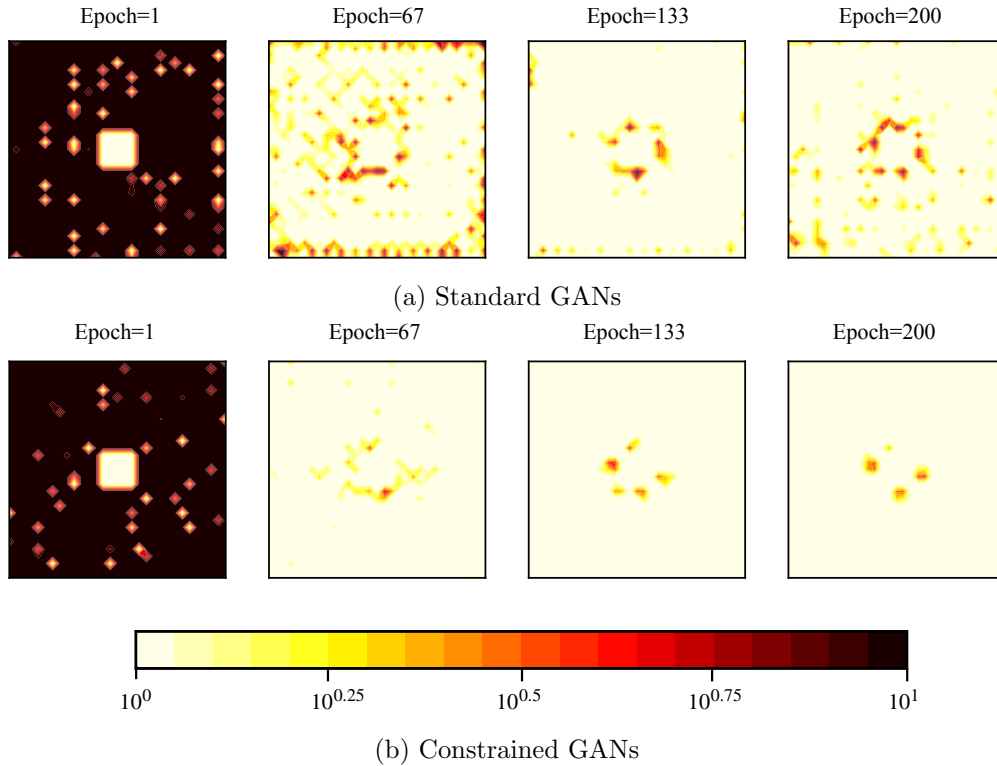 Epoch=1 Epoch=67 Epoch=133 Epoch=200
(a) Standard GANs
Epoch=1 Epoch=67 Epoch=133 Epoch=200
10^0 10^0.25 10^0.5 10^0.75 10^1
(b) Constrained GANs